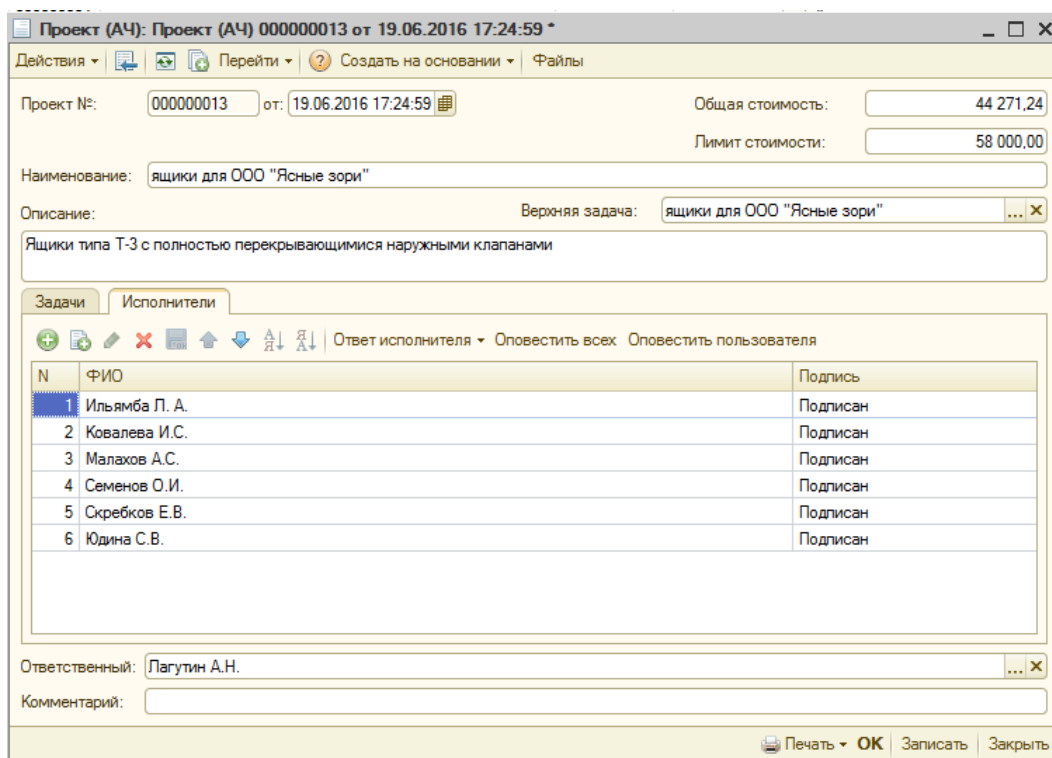 Проект (АЧ): Проект (АЧ) 000000013 от 19.06.2016 17:24:59 *
Действия Перейти Создать на основании Файлы
Проект №: 000000013 от: 19.06.2016 17:24:59 Общая стоимость: 44 271,24
Лимит стоимости: 58 000,00
Наименование: ящики для ООО "Ясные зори"
Описание: Верхняя задача: ящики для ООО "Ясные зори" ...
Ящики типа Т-3 с полностью перекрывающимися наружными клапанами
Задачи Исполнители
Ответ исполнителя Оповестить всех Оповестить пользователя
N ФИО Подпись
1 Ильямба Л. А. Подписан
2 Ковалева И.С. Подписан
3 Малахов А.С. Подписан
4 Семенов О.И. Подписан
5 Скребков Е.В. Подписан
6 Юдина С.В. Подписан
Ответственный: Лагутин А.Н. ...
Комментарий:
Печать OK Записать Закрыть